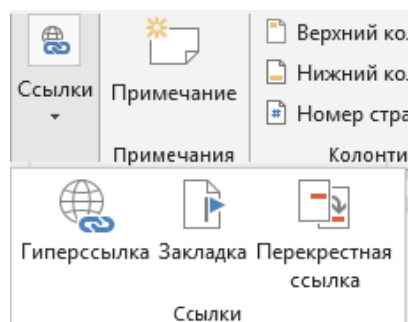 Верхний ко
Нижний ко
Номер стра
Ссылки
Примечание
Примечания
Колонти
Гиперссылка
Закладка
Перекрестная
ссылка
Ссылки